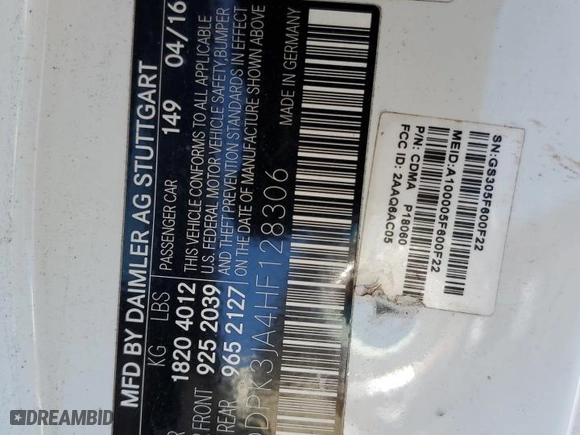 MFD BY DAIMLER AG STUTTGART
149 04/16
KG LBS PASSENGER CAR
1820 4012 THIS VEHICLE CONFORMS TO ALL APPLICABLE
FRONT 925 2039 U.S. FEDERAL MOTOR VEHICLE SAFETY, BUMPER
REAR 965 2127 AND THEFT PREVENTION STANDARDS IN EFFECT
ON THE DATE OF MANUFACTURE SHOWN ABOVE
DPK3JA4HF128306 MADE IN GERMANY
SN:GS305F600F22
MEID:A100005F600F22
P/N: CDMA P18060
FCC ID: 2AAQ6AC05
DREAMBID.COM